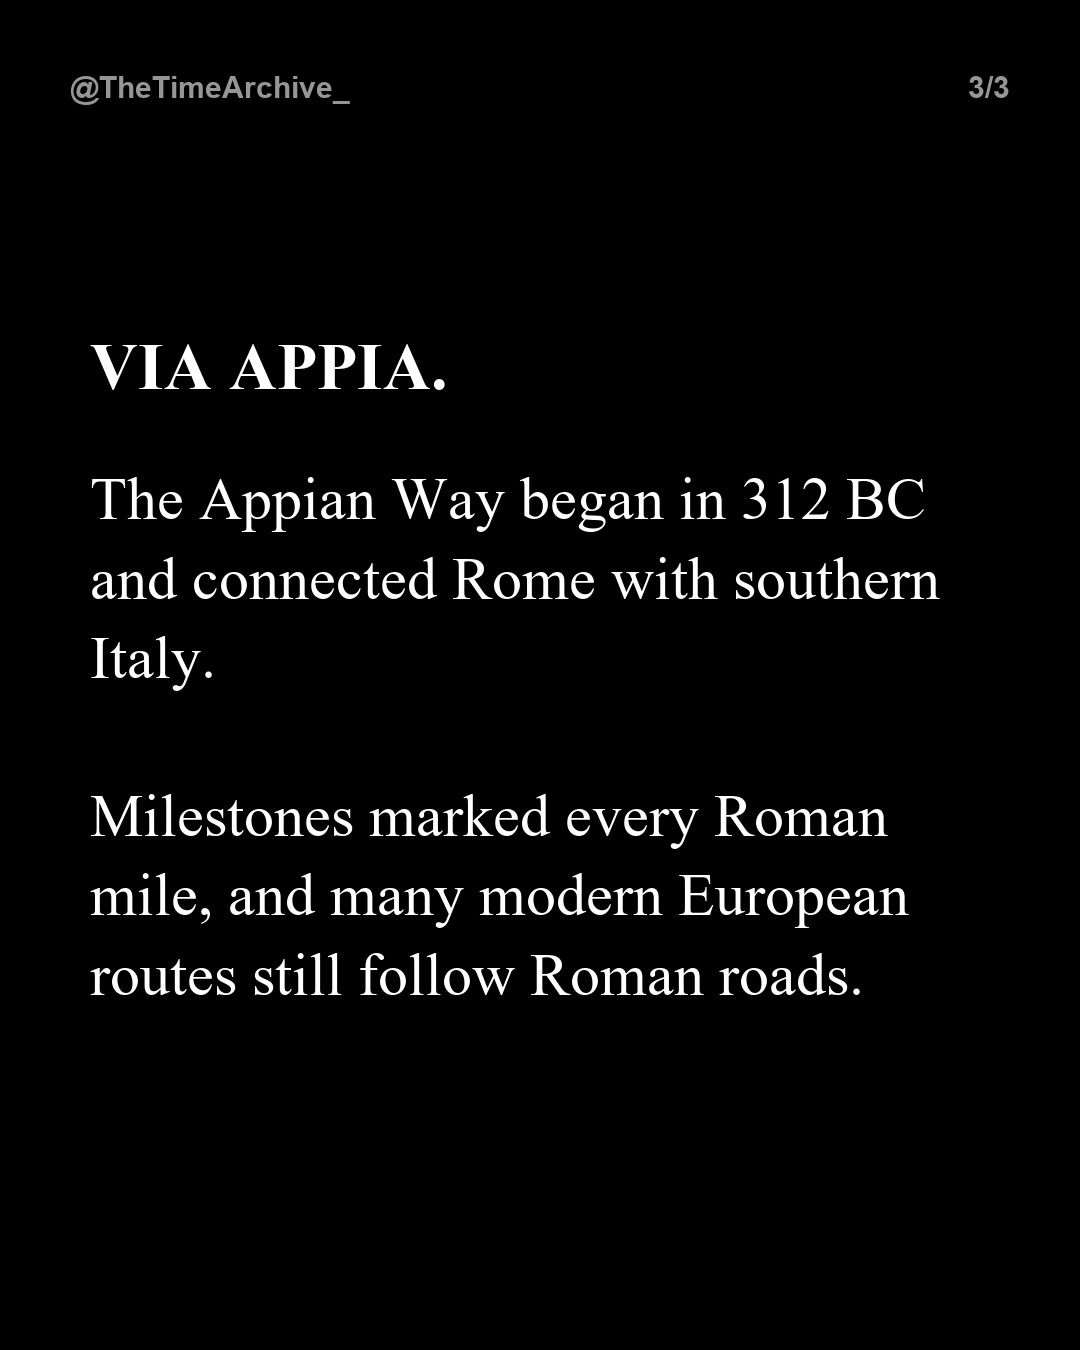 @TheTimeArchive_
3/3
VIA APPIA.
The Appian Way began in 312 BC
and connected Rome with southern
Italy.
Milestones marked every Roman
mile, and many modern European
routes still follow Roman roads.